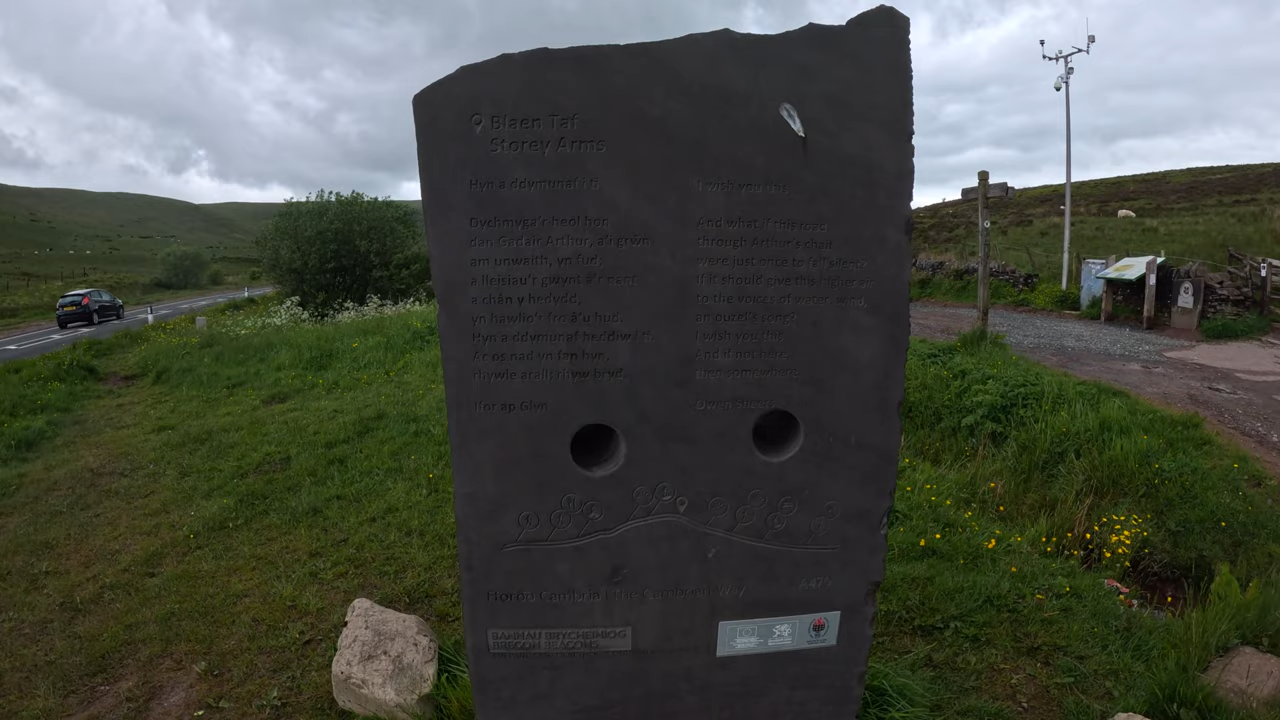 Blaen Taf
Storey Arms
Hyn a ddymunaf i ti
Dychmyga'r heol hon
dan Gadair Arthur, a'i grŵn
am unwaith, yn fud;
a lleisiau'r gwynt a'r nant
a chân y hedydd,
yn hawlio'r fro â'u hud.
Hyn a ddymunaf heddiw i ti.
Ac os nad yn fan hyn,
rhywle arall; rhyw bryd.
Ifor ap Glyn
I wish you this
And what if this road
through Arthur's chair
were just once to fall silent?
If it should give this higher air
to the voices of water, wind,
an ouzel's song?
I wish you this
And if not here,
then somewhere.
Owen Sheers
Ffordd Cambria | The Cambrian Way A470
BANNAU BRYCHEINIOG
BRECON BEACONS